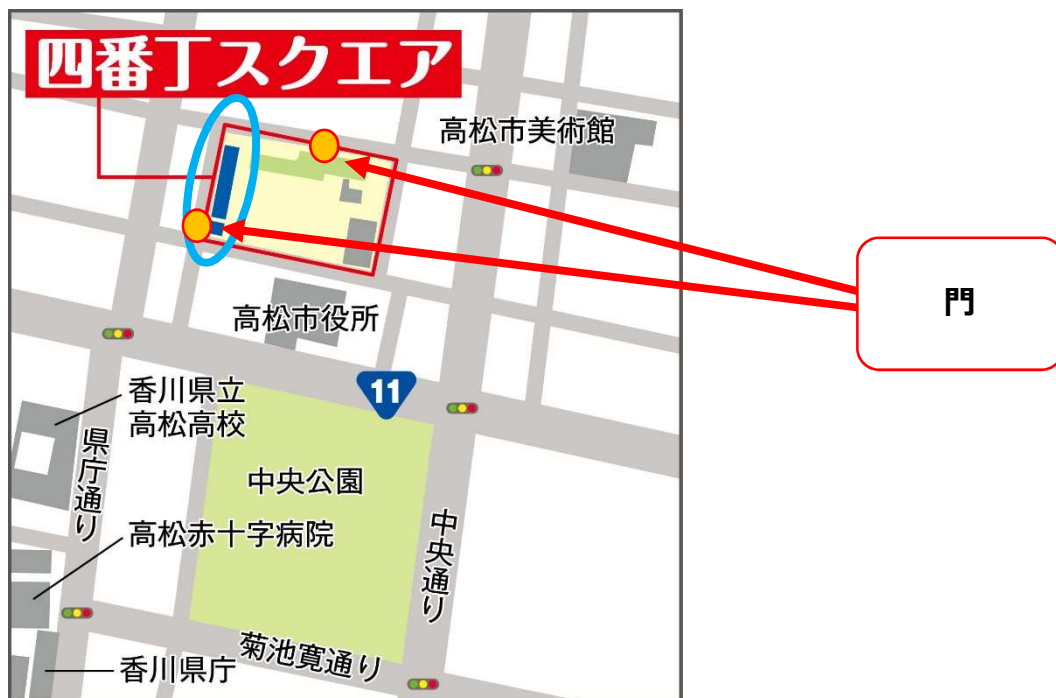 四番丁スクエア
高松市美術館
門
高松市役所
11
香川県立
高松高校
県庁通り
中央公園
高松赤十字病院
中央通り
菊池寛通り
香川県庁